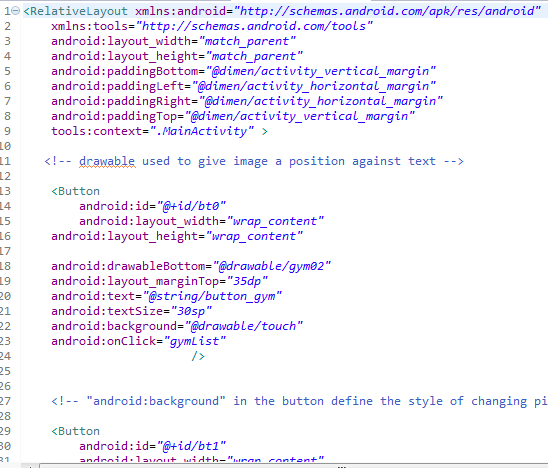 1 <RelativeLayout xmlns:android="http://schemas.android.com/apk/res/android"
2 xmlns:tools="http://schemas.android.com/tools"
3 android:layout_width="match_parent"
4 android:layout_height="match_parent"
5 android:paddingBottom="@dimen/activity_vertical_margin"
6 android:paddingLeft="@dimen/activity_horizontal_margin"
7 android:paddingRight="@dimen/activity_horizontal_margin"
8 android:paddingTop="@dimen/activity_vertical_margin"
9 tools:context=".MainActivity" >
10
11 <!-- drawable used to give image a position against text -->
12
13 <Button
14 android:id="@+id/bt0"
15 android:layout_width="wrap_content"
16 android:layout_height="wrap_content"
17
18 android:drawableBottom="@drawable/gym02"
19 android:layout_marginTop="35dp"
20 android:text="@string/button_gym"
21 android:textSize="30sp"
22 android:background="@drawable/touch"
23 android:onClick="gymList"
24 />
25
26
27 <!-- "android:background" in the button define the style of changing pi
28
29 <Button
30 android:id="@+id/bt1"
31 android:layout_width="wrap_content"